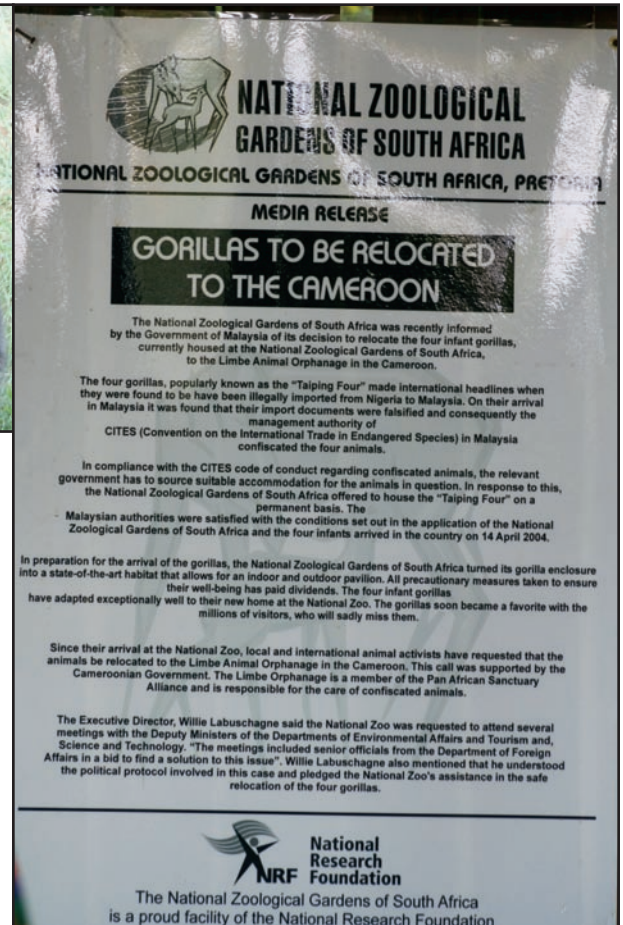 NATIONAL ZOOLOGICAL
GARDENS OF SOUTH AFRICA
NATIONAL ZOOLOGICAL GARDENS OF SOUTH AFRICA, PRETORIA
MEDIA RELEASE
GORILLAS TO BE RELOCATED
TO THE CAMEROON
The National Zoological Gardens of South Africa was recently informed
by the Government of Malaysia of its decision to relocate the four infant gorillas,
currently housed at the National Zoological Gardens of South Africa,
to the Limbe Animal Orphanage in the Cameroon.
The four gorillas, popularly known as the "Taiping Four" made international headlines when
they were found to be have been illegally imported from Nigeria to Malaysia. On their arrival
in Malaysia it was found that their import documents were falsified and consequently the
management authority of
CITES (Convention on the International Trade in Endangered Species) in Malaysia
confiscated the four animals.
In compliance with the CITES code of conduct regarding confiscated animals, the relevant
government has to source suitable accommodation for the animals in question. In response to this,
the National Zoological Gardens of South Africa offered to house the "Taiping Four" on a
permanent basis. The
Malaysian authorities were satisfied with the conditions set out in the application of the National
Zoological Gardens of South Africa and the four infants arrived in the country on 14 April 2004.
In preparation for the arrival of the gorillas, the National Zoological Gardens of South Africa turned its gorilla enclosure
into a state-of-the-art habitat that allows for an indoor and outdoor pavilion. All precautionary measures taken to ensure
their well-being has paid dividends. The four infant gorillas
have adapted exceptionally well to their new home at the National Zoo. The gorillas soon became a favorite with the
millions of visitors, who will sadly miss them.
Since their arrival at the National Zoo, local and international animal activists have requested that the
animals be relocated to the Limbe Animal Orphanage in the Cameroon. This call was supported by the
Cameroonian Government. The Limbe Orphanage is a member of the Pan African Sanctuary
Alliance and is responsible for the care of confiscated animals.
The Executive Director, Willie Labuschagne said the National Zoo was requested to attend several
meetings with the Deputy Ministers of the Departments of Environmental Affairs and Tourism and,
Science and Technology. "The meetings included senior officials from the Department of Foreign
Affairs in a bid to find a solution to this issue". Willie Labuschagne also mentioned that he understood
the political protocol involved in this case and pledged the National Zoo's assistance in the safe
relocation of the four gorillas.
NRF
National
Research
Foundation
The National Zoological Gardens of South Africa
is a proud facility of the National Research Foundation